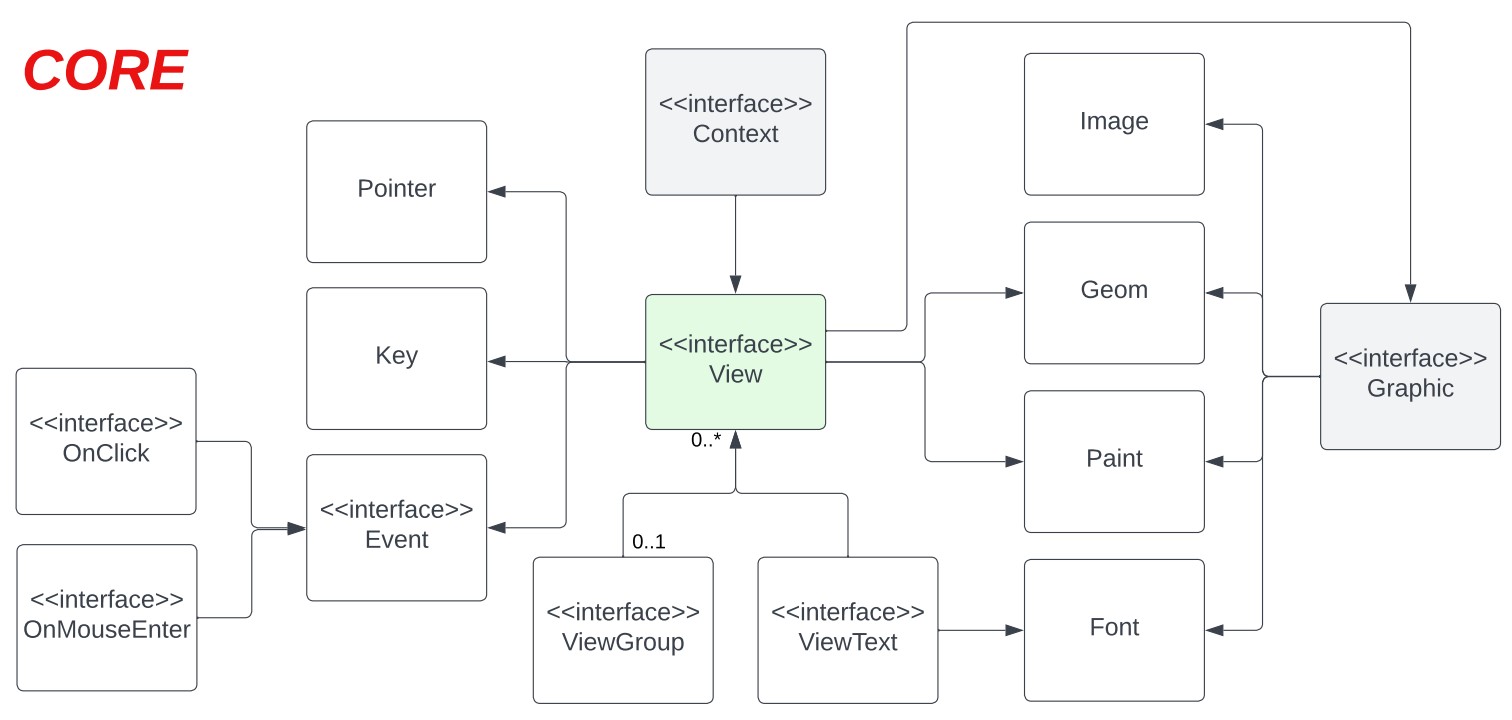 CORE
<<interface>>
Context
Image
Pointer
Geom
Key
<<interface>>
View
<<interface>>
Graphic
<<interface>>
OnClick
0..*
Paint
<<interface>>
Event
0..1
<<interface>>
OnMouseEnter
<<interface>>
ViewGroup
<<interface>>
ViewText
Font